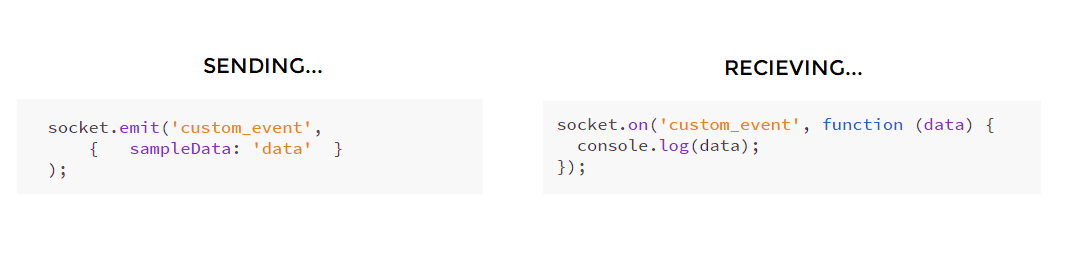 SENDING...
socket.emit('custom_event',
    {   sampleData: 'data'  }
);
RECIEVING...
socket.on('custom_event', function (data) {
  console.log(data);
});